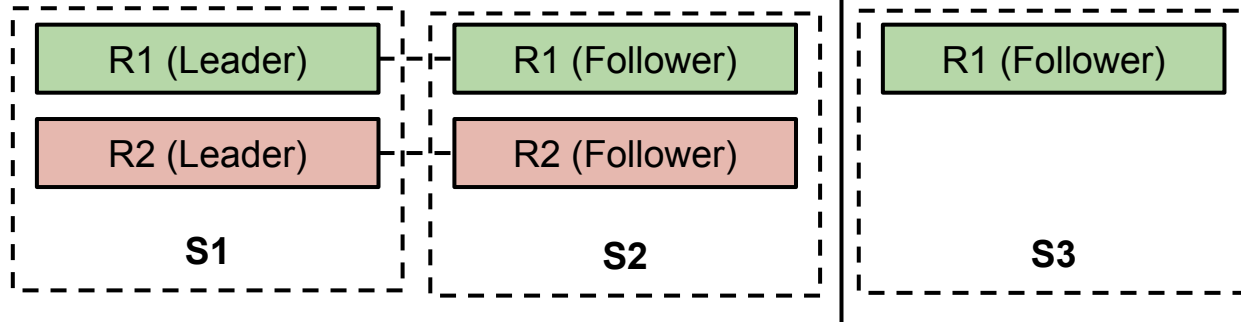 R1 (Leader)
R1 (Follower)
R1 (Follower)
R2 (Leader)
R2 (Follower)
S1
S2
S3